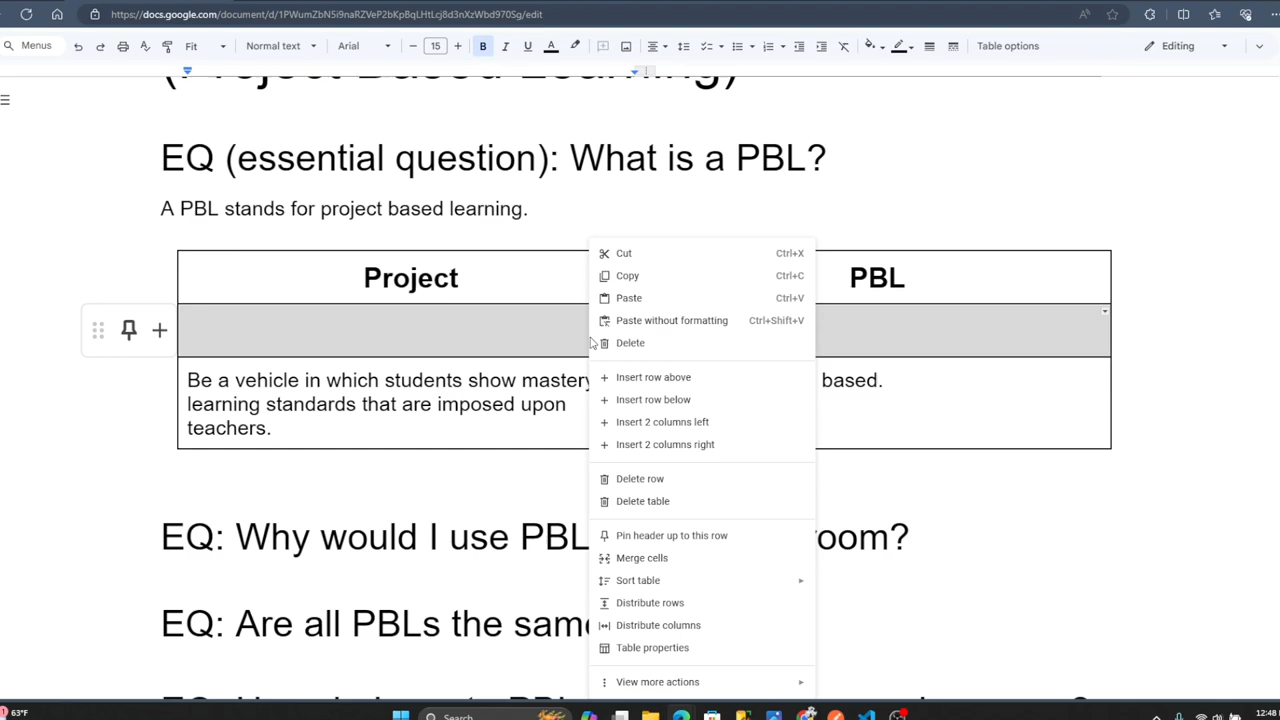 https://docs.google.com/document/d/1PWumZbN5i9naRZVeP2bKpBqLHtLcj8d3nXzWbd970Sg/edit
Menus Fit Normal text Arial 15 B I U A Table options Editing
(Project Based Learning)
EQ (essential question): What is a PBL?
A PBL stands for project based learning.
Project PBL
Be a vehicle in which students show mastery
learning standards that are imposed upon
teachers.
based.
Cut Ctrl+X
Copy Ctrl+C
Paste Ctrl+V
Paste without formatting Ctrl+Shift+V
Delete
Insert row above
Insert row below
Insert 2 columns left
Insert 2 columns right
Delete row
Delete table
Pin header up to this row
Merge cells
Sort table
Distribute rows
Distribute columns
Table properties
View more actions
EQ: Why would I use PBL room?
EQ: Are all PBLs the same
63°F
Search
12:48